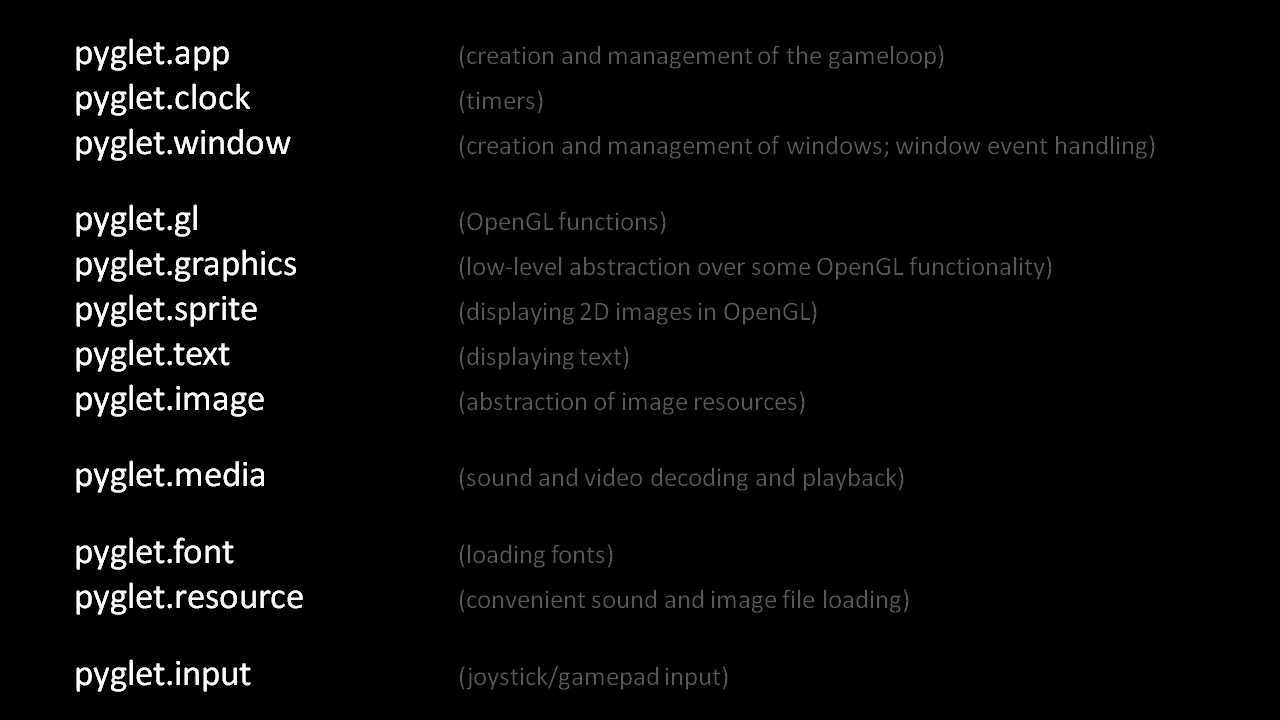 pyglet.app (creation and management of the gameloop)
pyglet.clock (timers)
pyglet.window (creation and management of windows; window event handling)
pyglet.gl (OpenGL functions)
pyglet.graphics (low-level abstraction over some OpenGL functionality)
pyglet.sprite (displaying 2D images in OpenGL)
pyglet.text (displaying text)
pyglet.image (abstraction of image resources)
pyglet.media (sound and video decoding and playback)
pyglet.font (loading fonts)
pyglet.resource (convenient sound and image file loading)
pyglet.input (joystick/gamepad input)